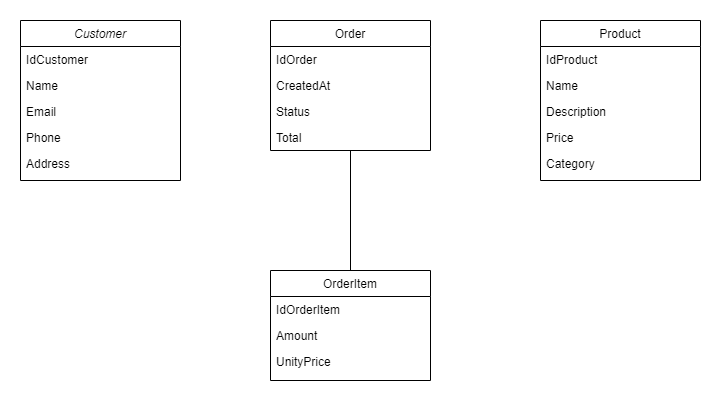 Customer
IdCustomer
Name
Email
Phone
Address
Order
IdOrder
CreatedAt
Status
Total
Product
IdProduct
Name
Description
Price
Category
OrderItem
IdOrderItem
Amount
UnityPrice